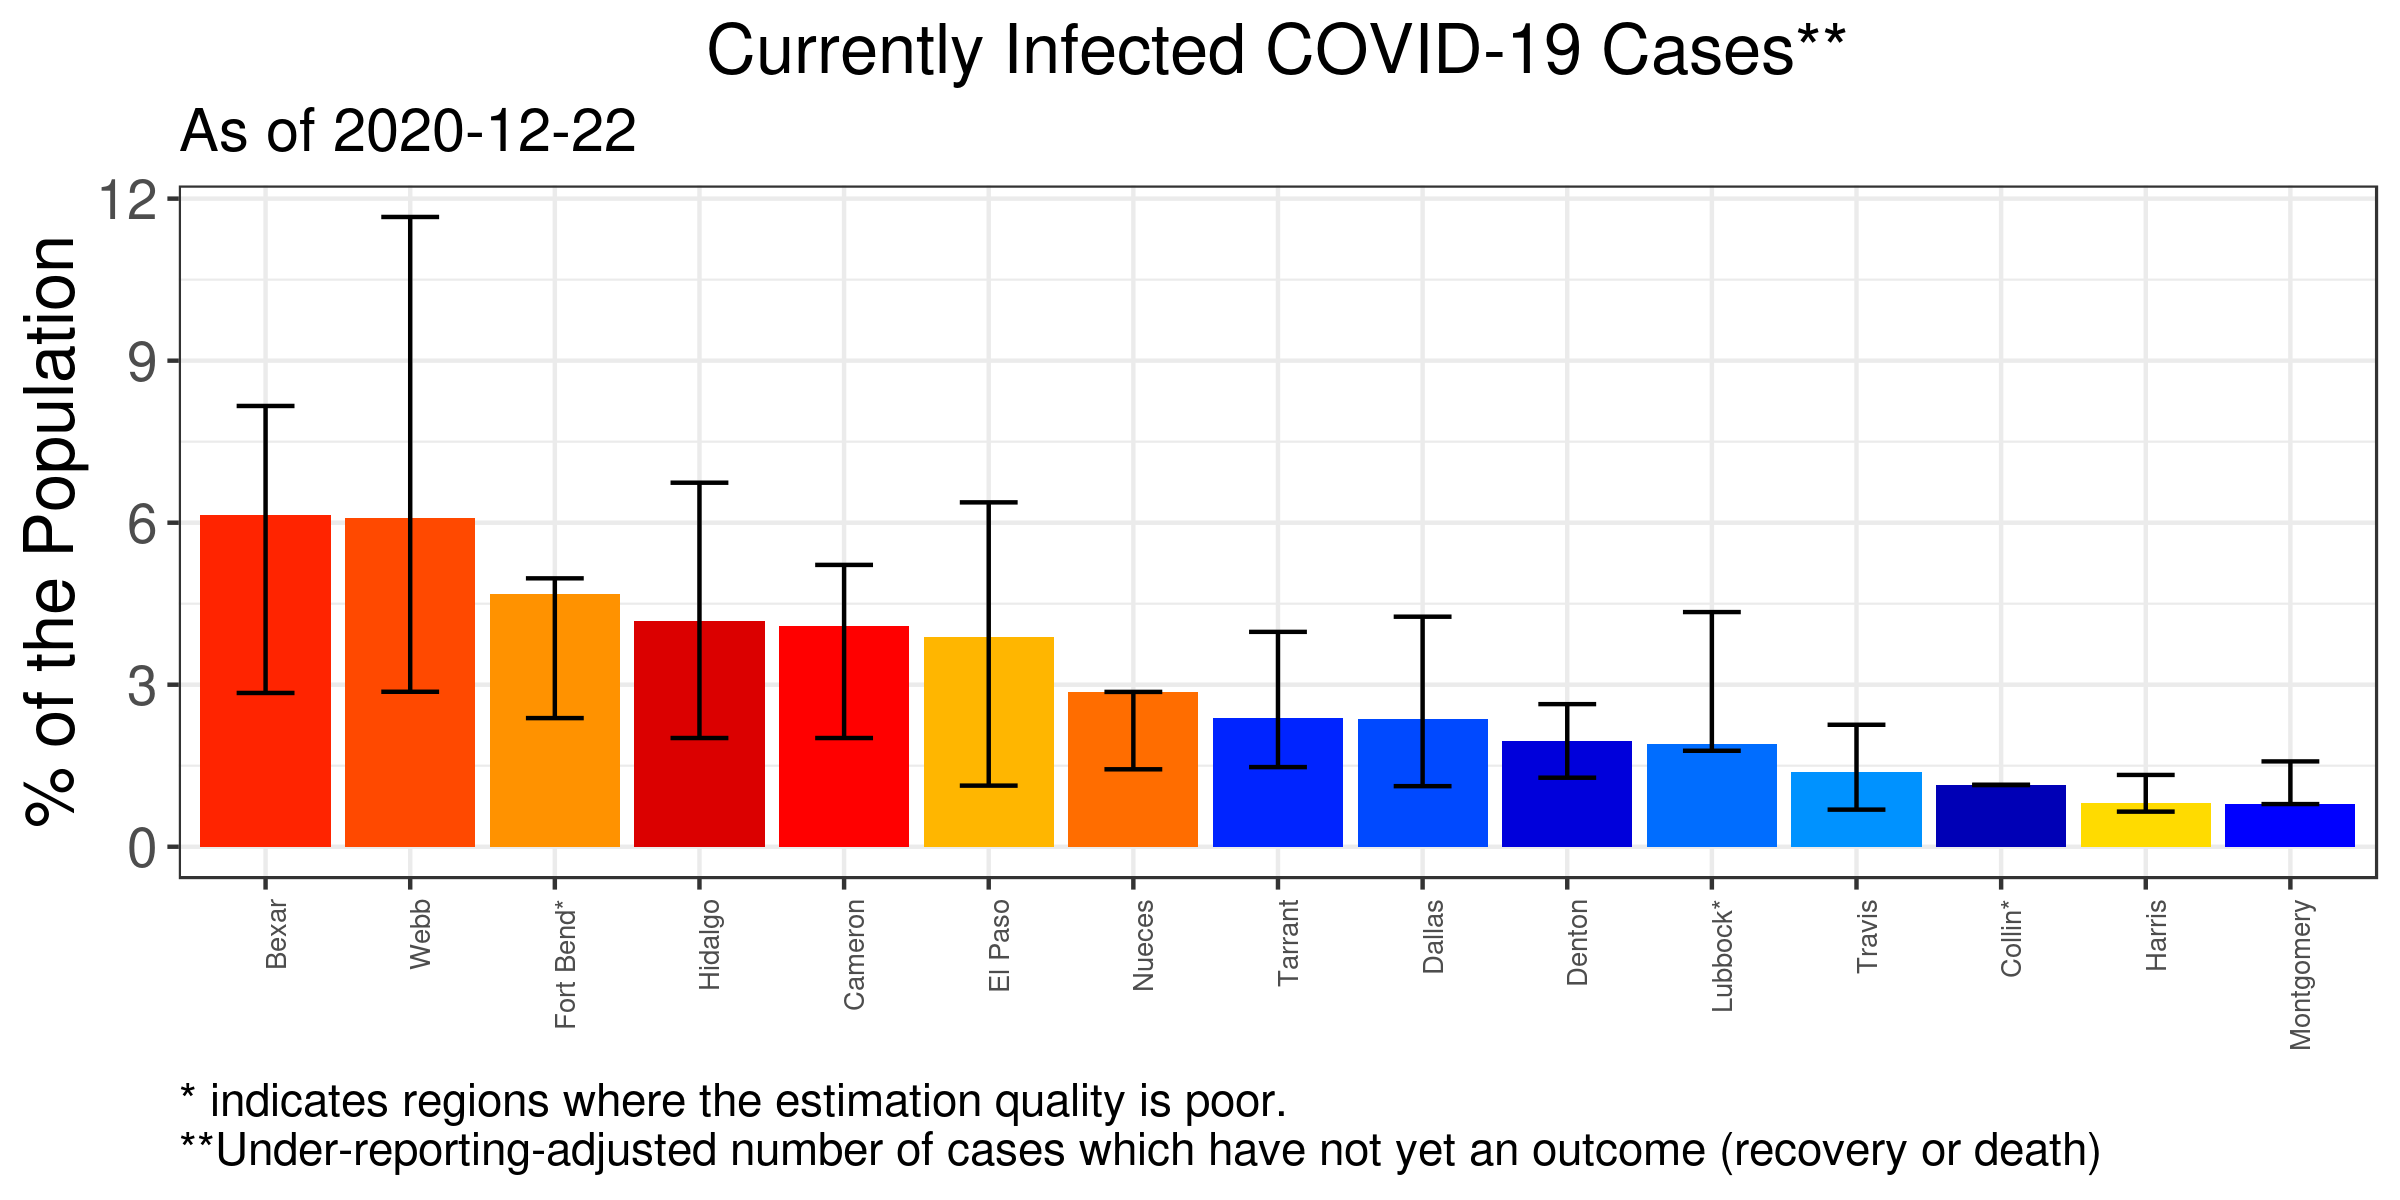 Currently Infected COVID-19 Cases**
As of 2020-12-22
% of the Population
12
9
6
3
0
Bexar
Webb
Fort Bend*
Hidalgo
Cameron
El Paso
Nueces
Tarrant
Dallas
Denton
Lubbock*
Travis
Collin*
Harris
Montgomery
* indicates regions where the estimation quality is poor.
**Under-reporting-adjusted number of cases which have not yet an outcome (recovery or death)